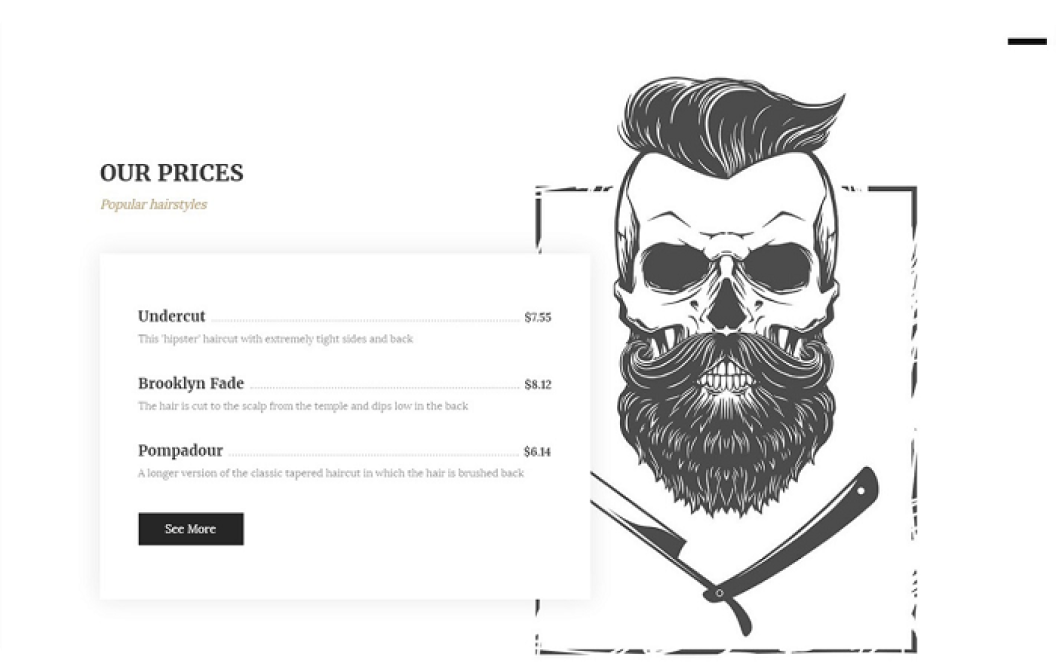 OUR PRICES
Popular hairstyles
Undercut $7.55
This 'hipster' haircut with extremely tight sides and back
Brooklyn Fade $8.12
The hair is cut to the scalp from the temple and dips low in the back
Pompadour $6.14
A longer version of the classic tapered haircut in which the hair is brushed back
See More